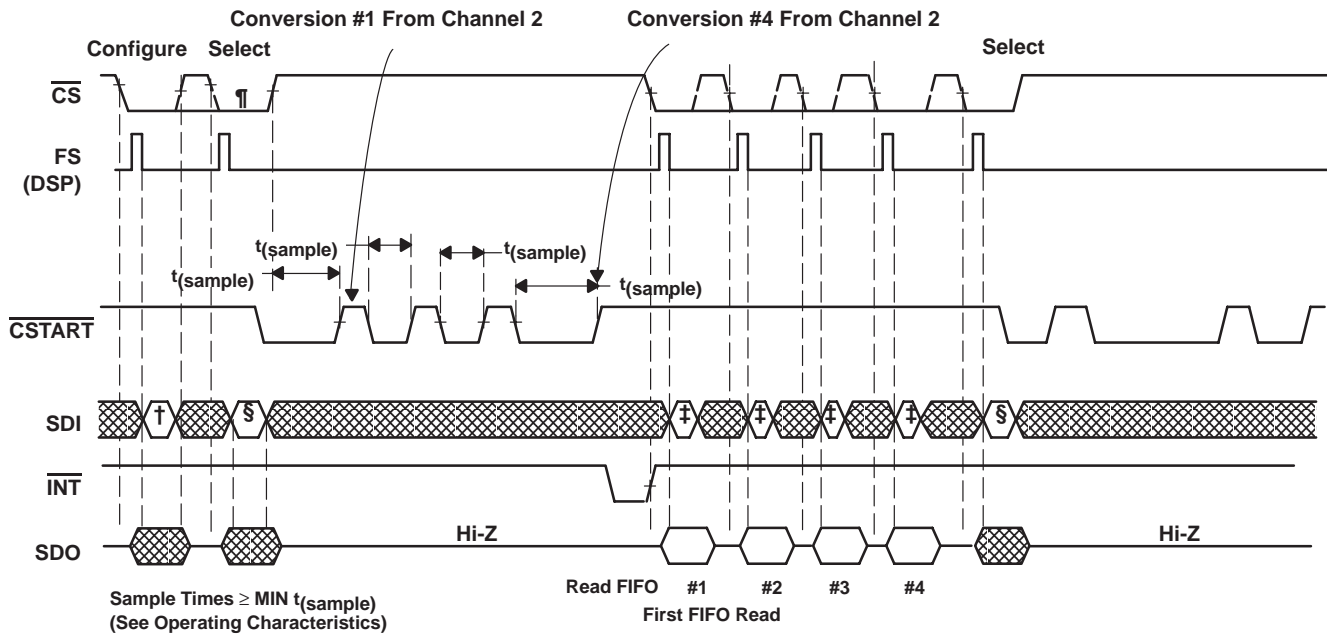 Conversion #1 From Channel 2
Conversion #4 From Channel 2
Configure
Select
Select
CS
¶
FS
(DSP)
t(sample)
t(sample)
t(sample)
t(sample)
CSTART
SDI
†
§
‡
‡
‡
‡
§
INT
SDO
Hi-Z
Hi-Z
Read FIFO
#1
#2
#3
#4
First FIFO Read
Sample Times ≥ MIN t(sample)
(See Operating Characteristics)